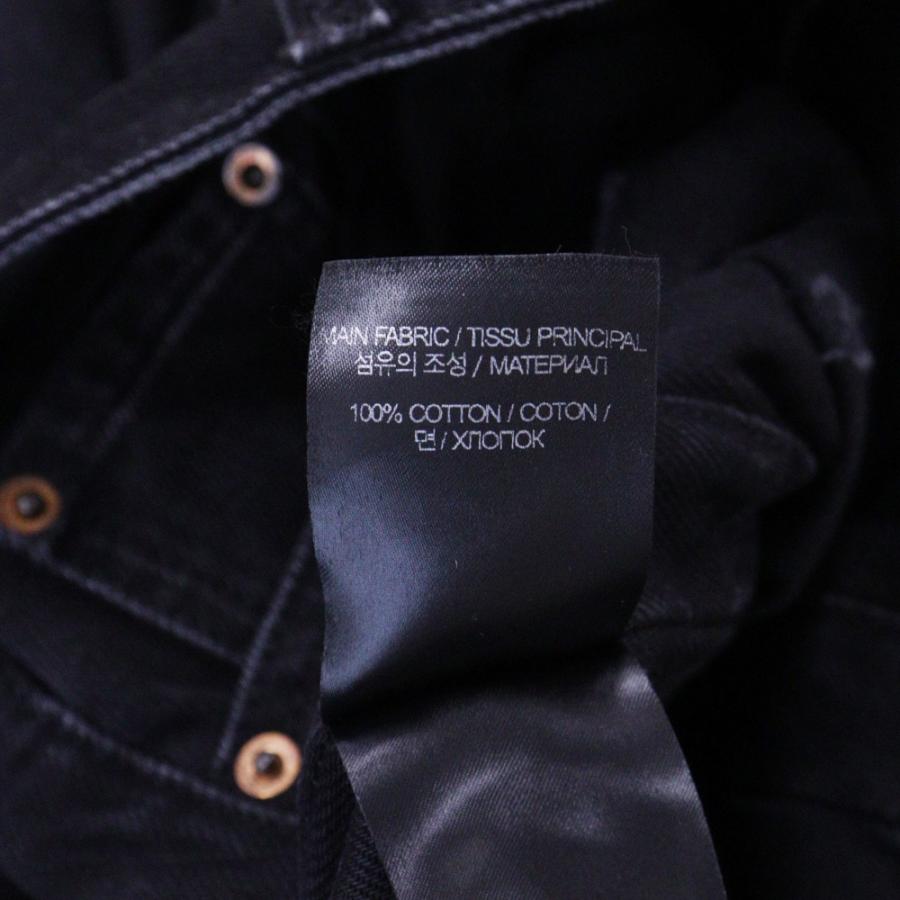 MAIN FABRIC / TISSU PRINCIPAL
섬유의 조성 / МАТЕРИАЛ
100% COTTON / COTON /
면 / ХЛОПОК